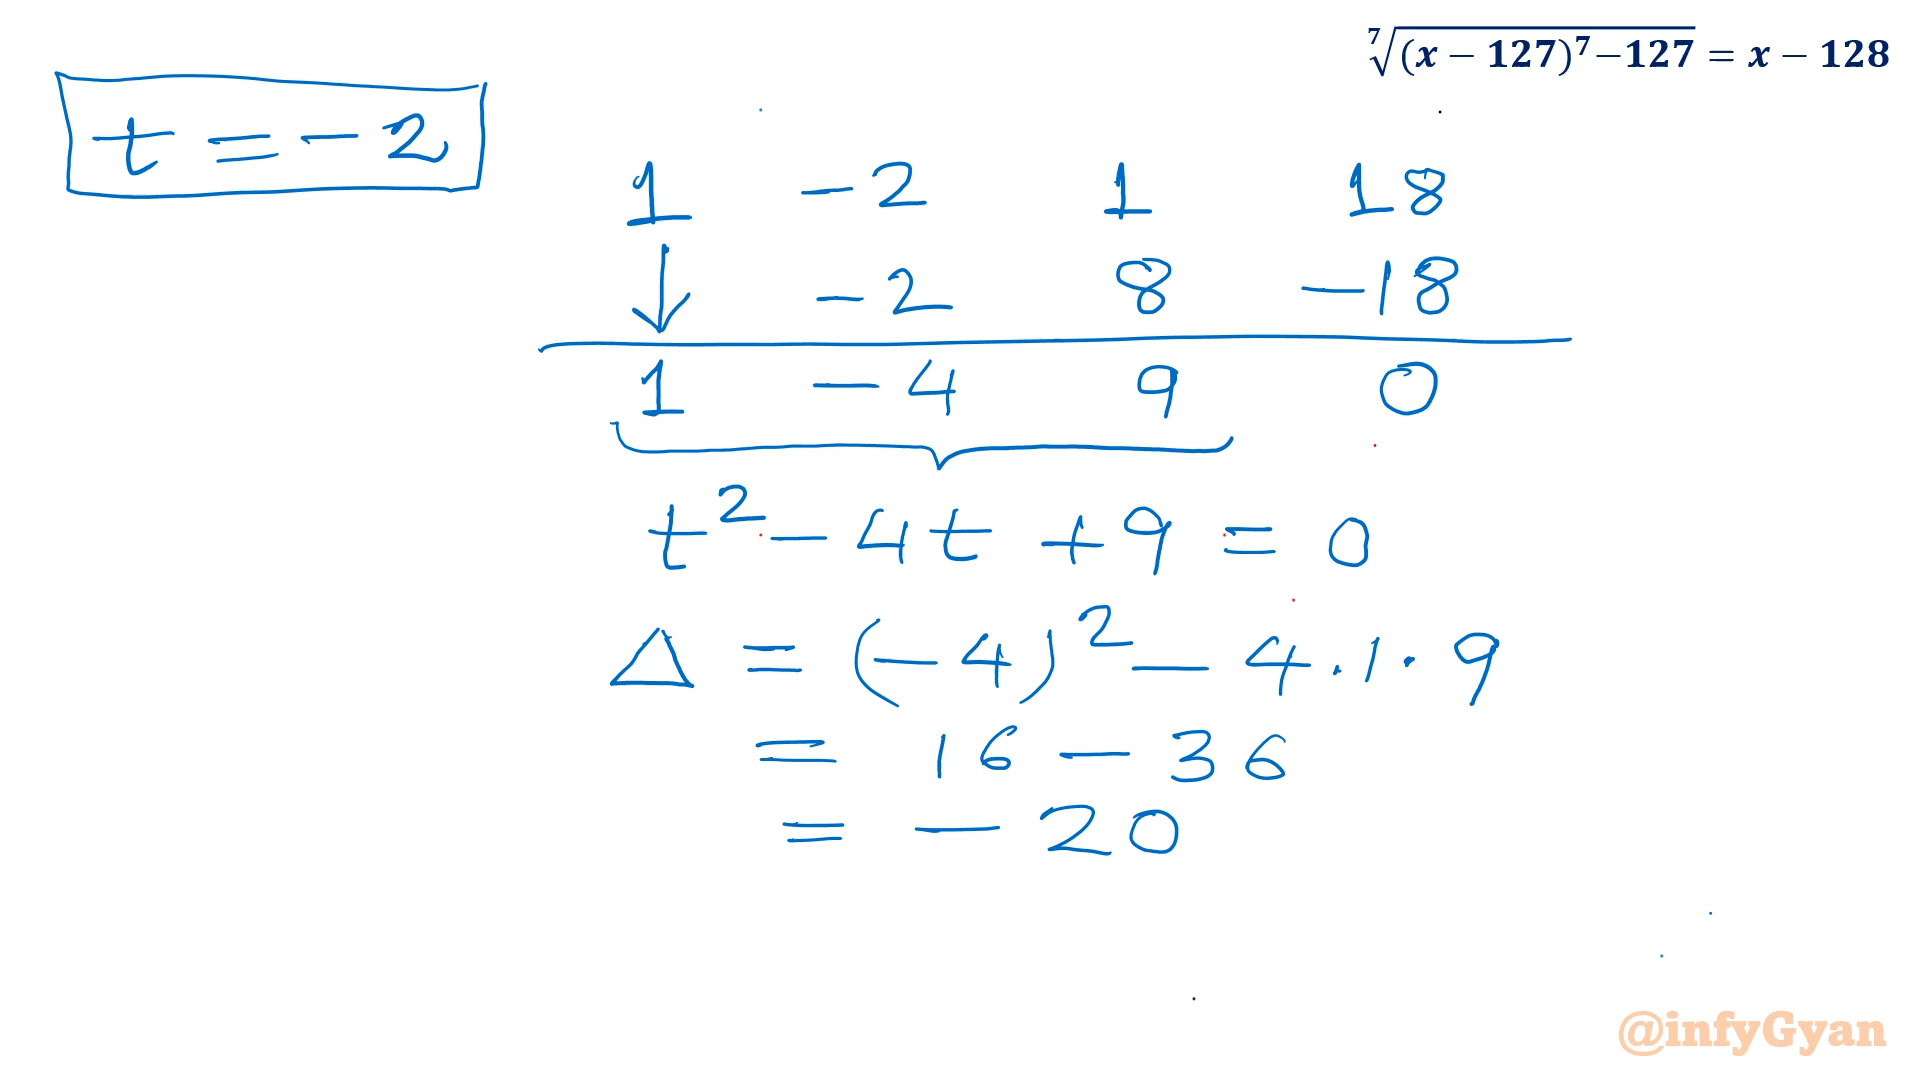 ⁷√((x − 127)⁷−127) = x − 128
t = −2
1 −2 1 18
↓ −2 8 −18
1 −4 9 0
t² − 4t + 9 = 0
Δ = (−4)² − 4·1·9
= 16 − 36
= −20
@infyGyan